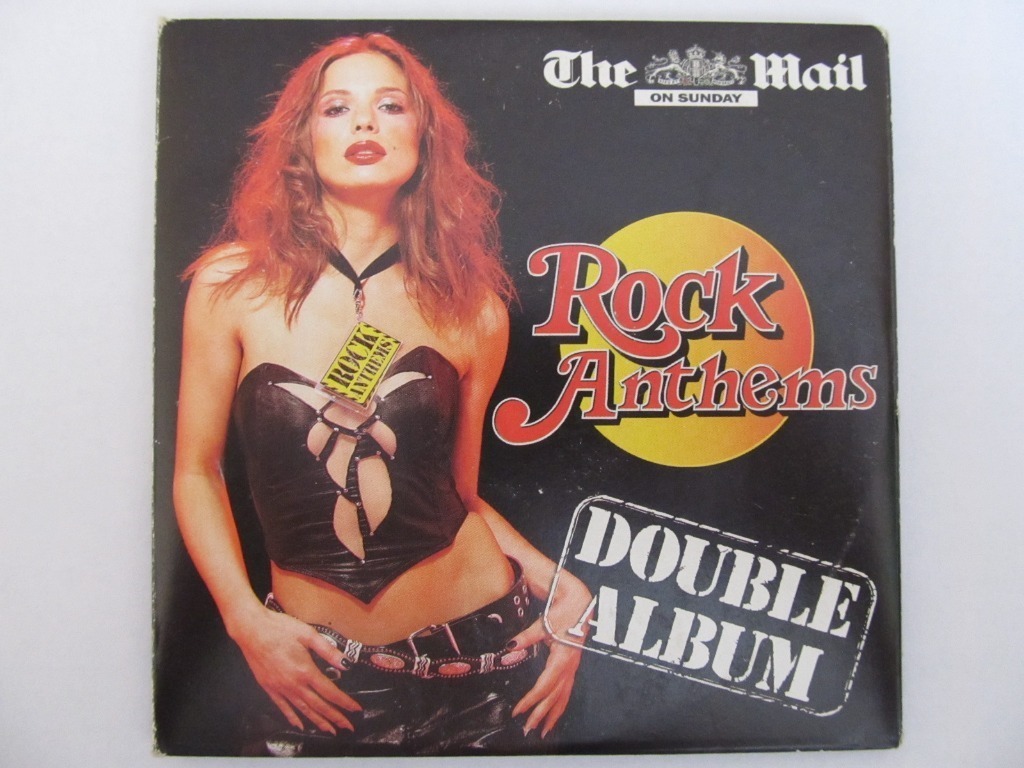 The Mail
ON SUNDAY
Rock
Anthems
ROCK
ANTHEMS
DOUBLE
ALBUM